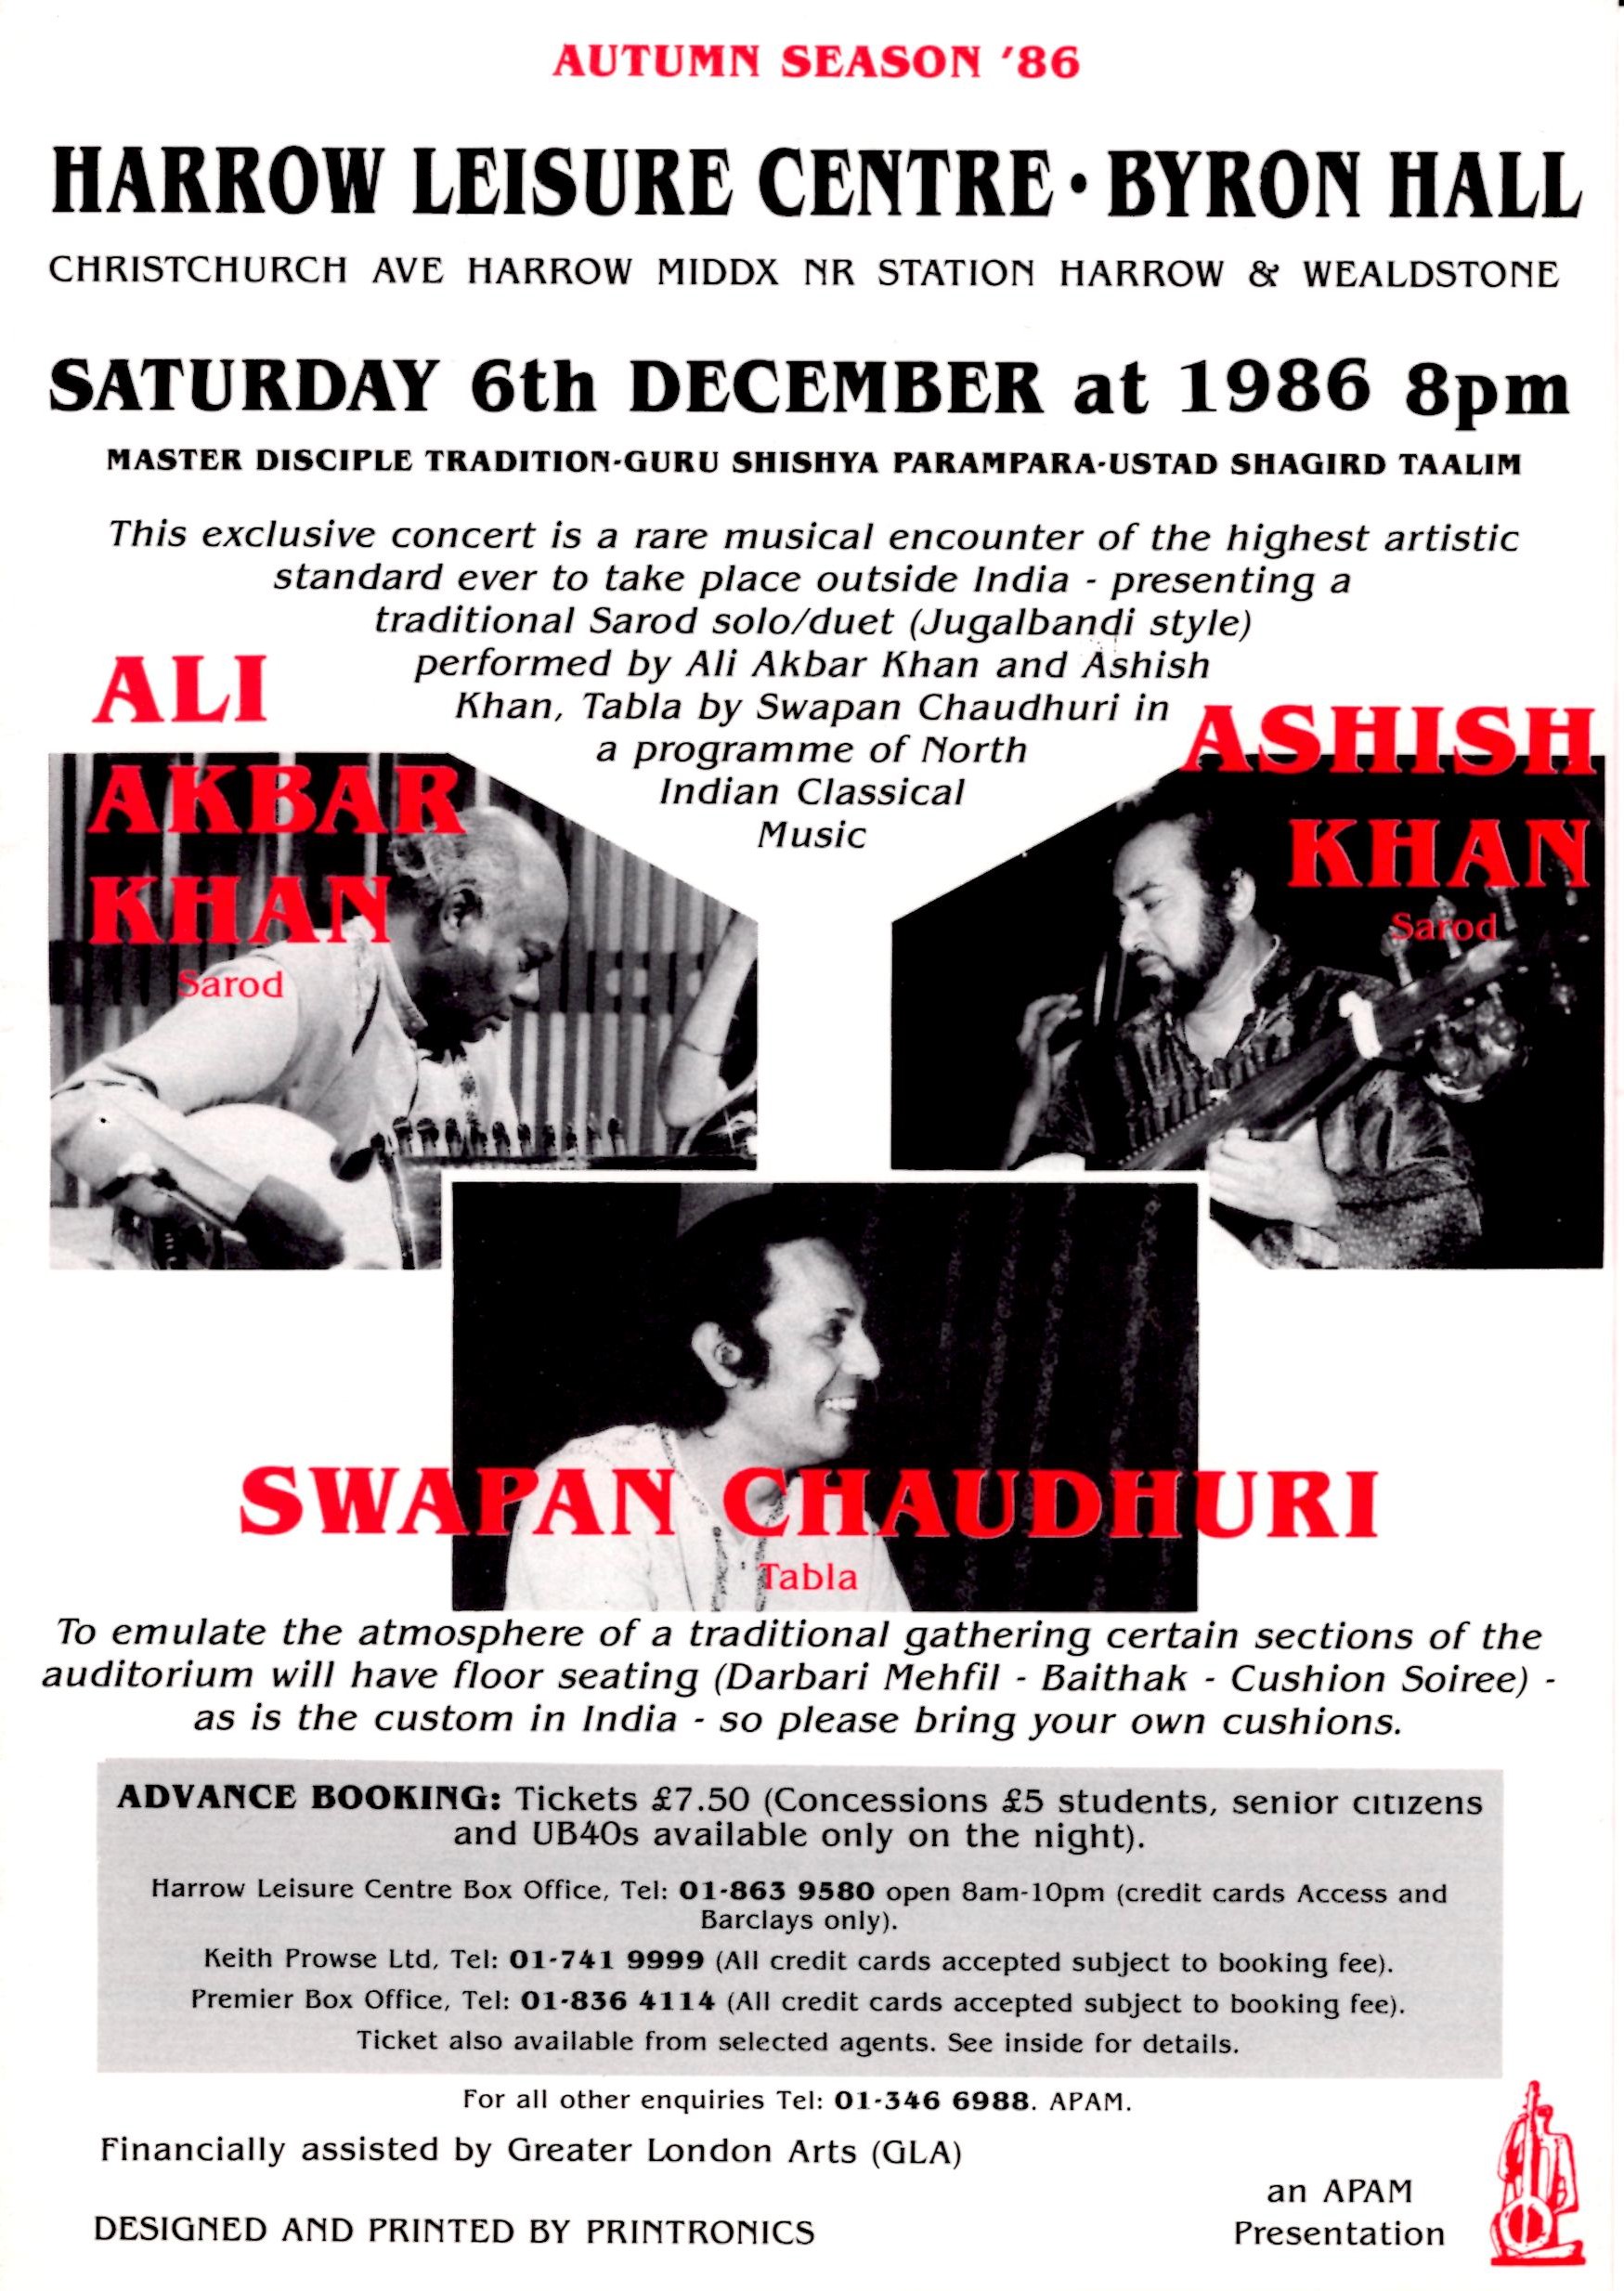 AUTUMN SEASON '86
HARROW LEISURE CENTRE • BYRON HALL
CHRISTCHURCH AVE HARROW MIDDX NR STATION HARROW & WEALDSTONE
SATURDAY 6th DECEMBER at 1986 8pm
MASTER DISCIPLE TRADITION-GURU SHISHYA PARAMPARA-USTAD SHAGIRD TAALIM
This exclusive concert is a rare musical encounter of the highest artistic
standard ever to take place outside India - presenting a
traditional Sarod solo/duet (Jugalbandi style)
performed by Ali Akbar Khan and Ashish
Khan, Tabla by Swapan Chaudhuri in
a programme of North
Indian Classical
Music
ALI
AKBAR
KHAN
Sarod
ASHISH
KHAN
Sarod
SWAPAN CHAUDHURI
Tabla
To emulate the atmosphere of a traditional gathering certain sections of the
auditorium will have floor seating (Darbari Mehfil - Baithak - Cushion Soiree) -
as is the custom in India - so please bring your own cushions.
ADVANCE BOOKING: Tickets £7.50 (Concessions £5 students, senior citizens
and UB40s available only on the night).
Harrow Leisure Centre Box Office, Tel: 01-863 9580 open 8am-10pm (credit cards Access and
Barclays only).
Keith Prowse Ltd, Tel: 01-741 9999 (All credit cards accepted subject to booking fee).
Premier Box Office, Tel: 01-836 4114 (All credit cards accepted subject to booking fee).
Ticket also available from selected agents. See inside for details.
For all other enquiries Tel: 01-346 6988. APAM.
Financially assisted by Greater London Arts (GLA)
DESIGNED AND PRINTED BY PRINTRONICS
an APAM
Presentation